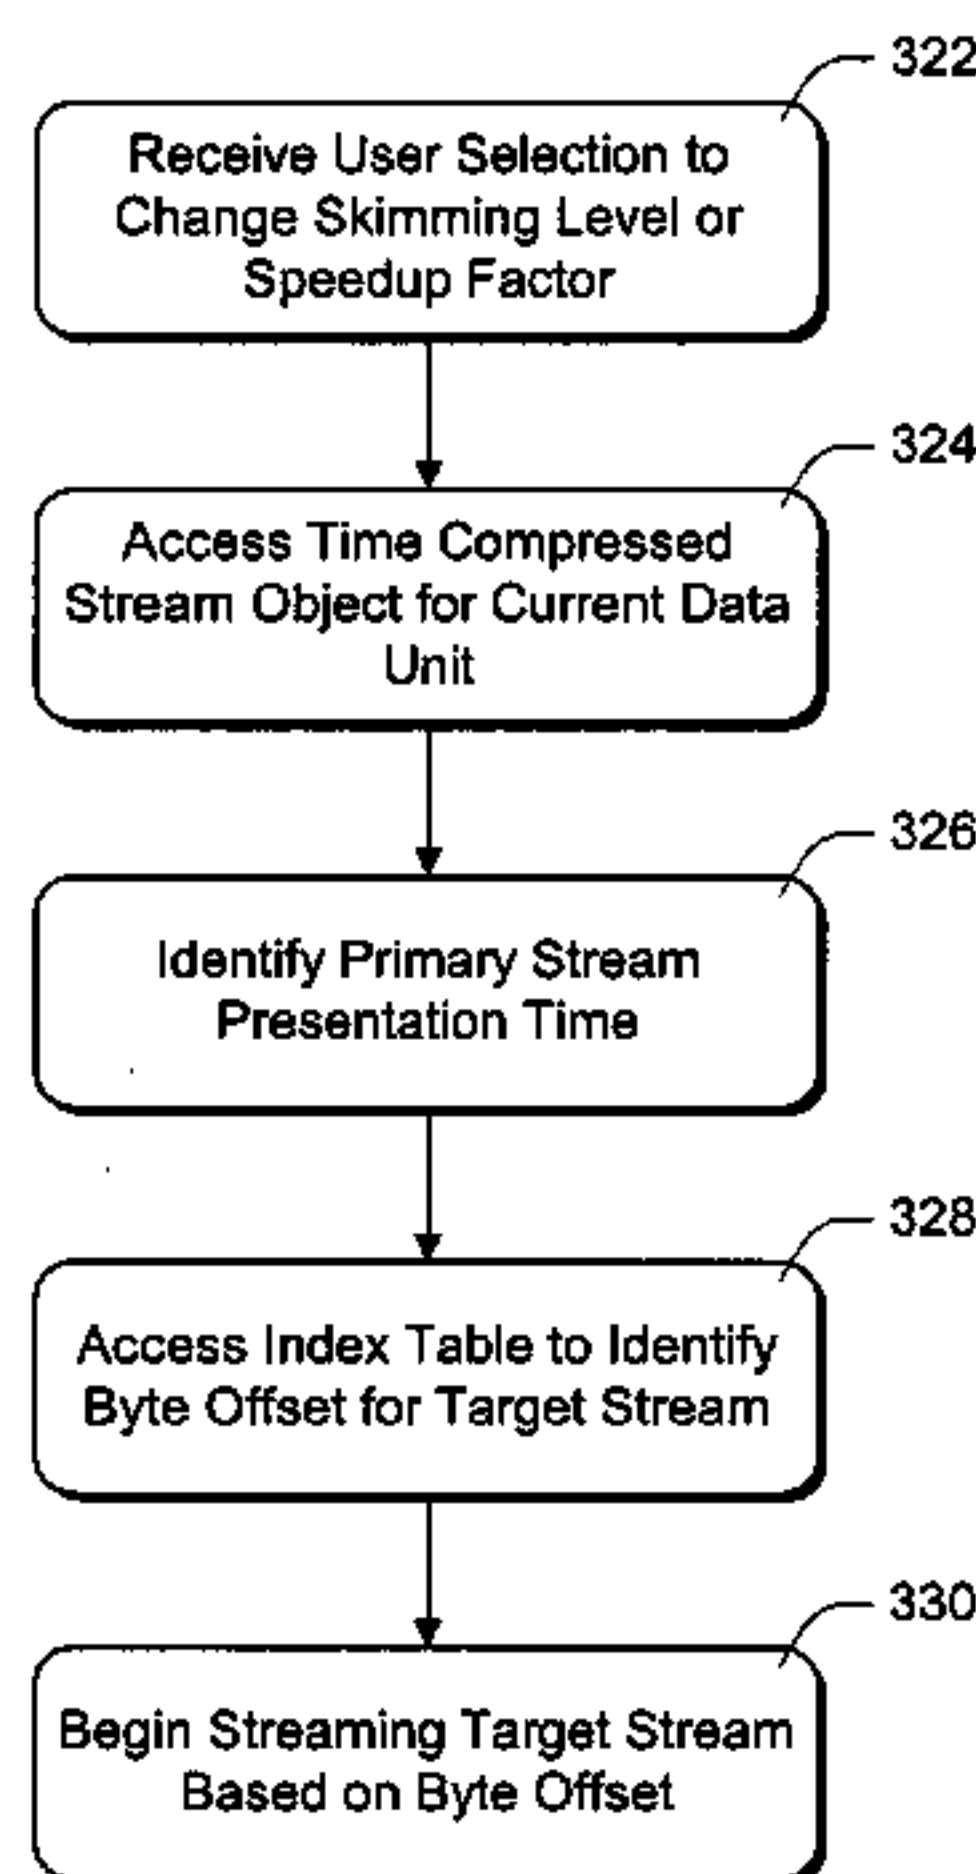 322
Receive User Selection to
Change Skimming Level or
Speedup Factor
324
Access Time Compressed
Stream Object for Current Data
Unit
326
Identify Primary Stream
Presentation Time
328
Access Index Table to Identify
Byte Offset for Target Stream
330
Begin Streaming Target Stream
Based on Byte Offset